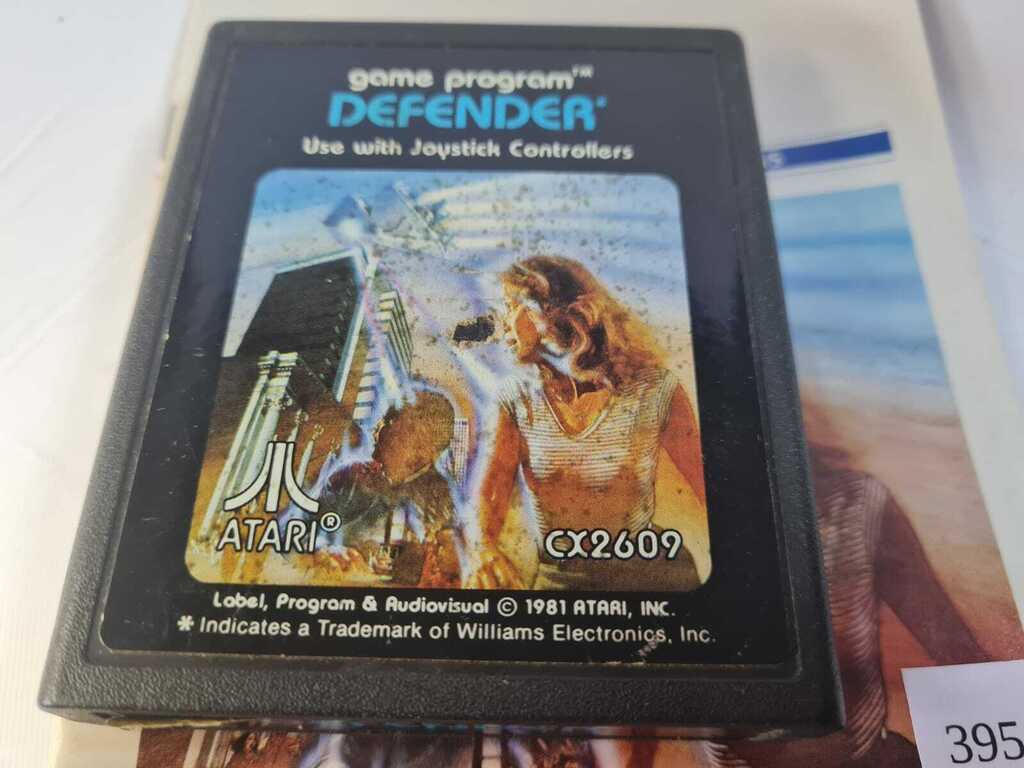 game program™
DEFENDER*
Use with Joystick Controllers
ATARI®
CX2609
Label, Program & Audiovisual © 1981 ATARI, INC.
* Indicates a Trademark of Williams Electronics, Inc.
395